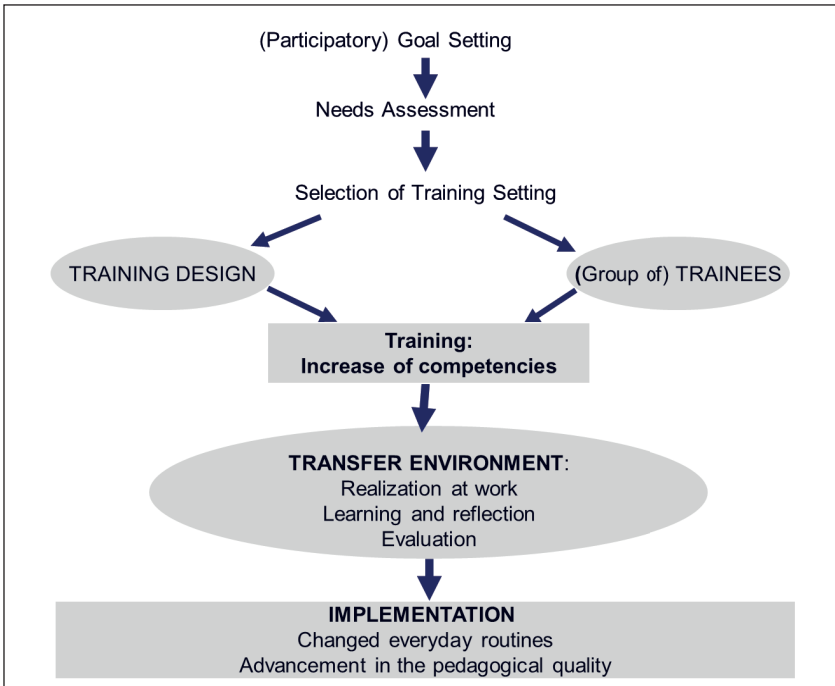 (Participatory) Goal Setting
Needs Assessment
Selection of Training Setting
TRAINING DESIGN
(Group of) TRAINEES
Training:
Increase of competencies
TRANSFER ENVIRONMENT:
Realization at work
Learning and reflection
Evaluation
IMPLEMENTATION
Changed everyday routines
Advancement in the pedagogical quality